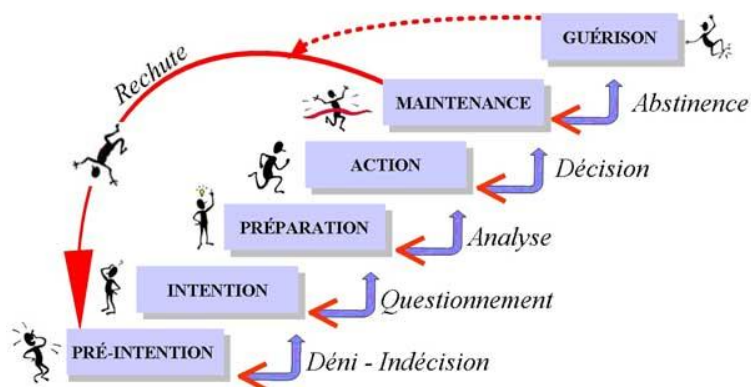 GUÉRISON
Rechute
MAINTENANCE
Abstinence
ACTION
Décision
PRÉPARATION
Analyse
INTENTION
Questionnement
PRÉ-INTENTION
Déni - Indécision